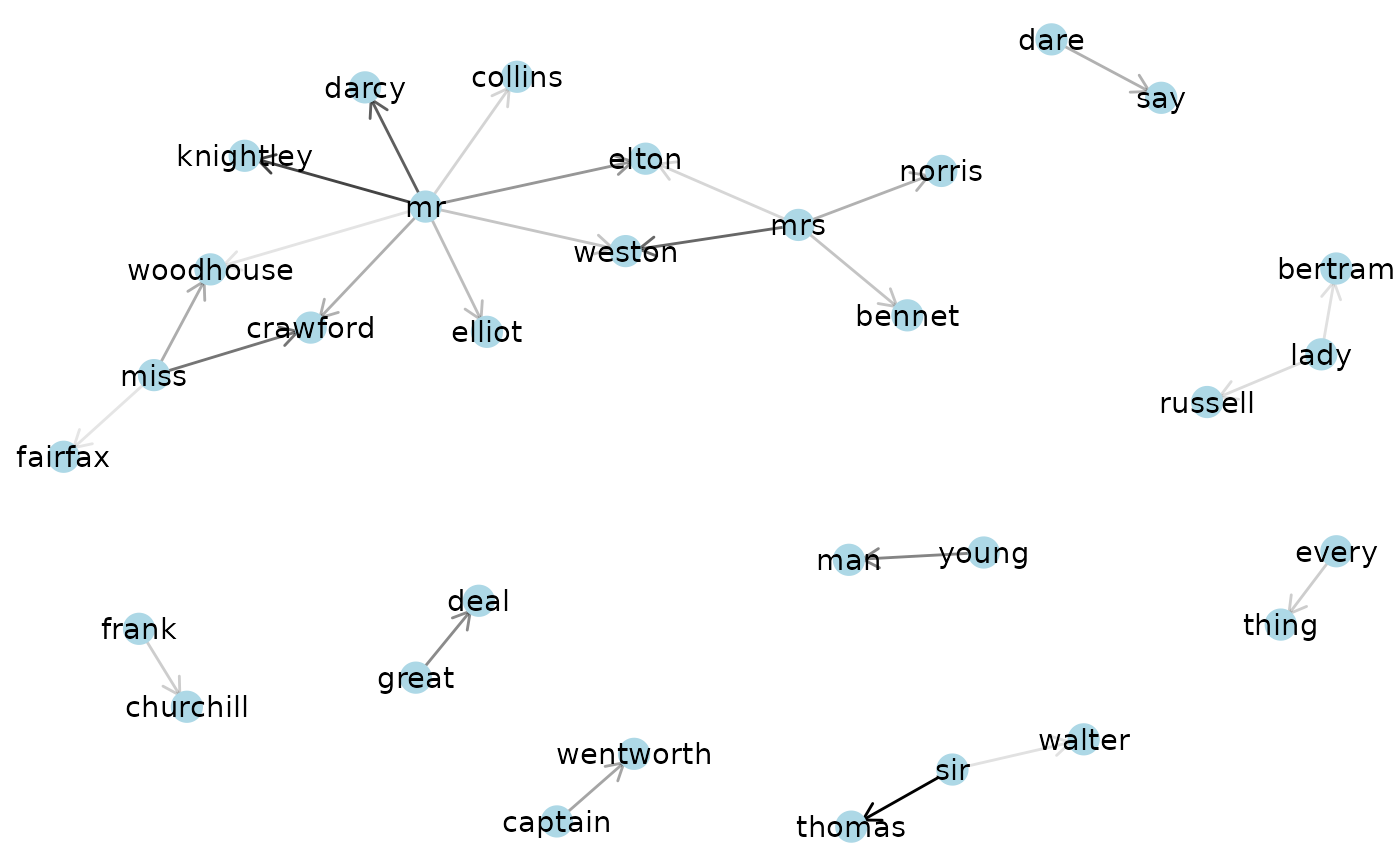 dare
collins
darcy
say
knightley
elton
norris
mr
mrs
weston
woodhouse
bertram
bennet
crawford
elliot
lady
miss
russell
fairfax
every
young
man
deal
thing
frank
great
churchill
walter
wentworth
sir
captain
thomas